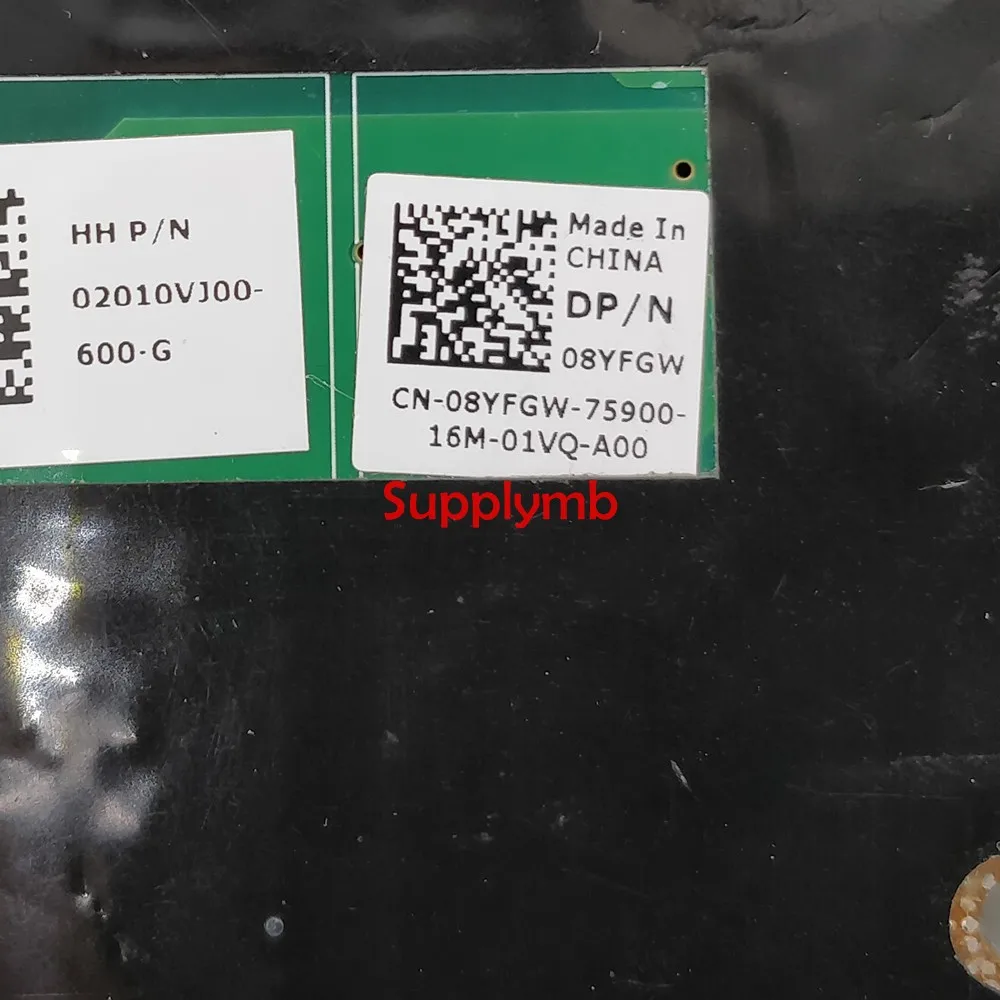 HH P/N
02010VJ00-
600-G
Made In
CHINA
DP/N
08YFGW
CN-08YFGW-75900-
16M-01VQ-A00
Supplymb